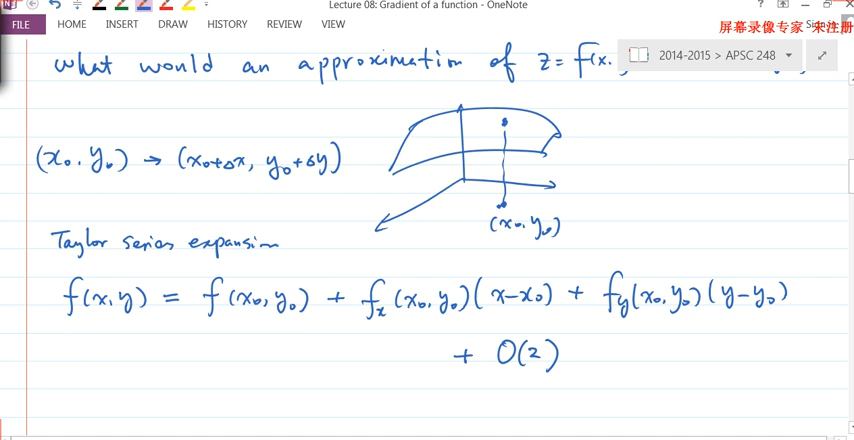 Lecture 08: Gradient of a function - OneNote
FILE HOME INSERT DRAW HISTORY REVIEW VIEW
屏幕录像专家 未注册
2014-2015 > APSC 248
What would an approximation of z = f(x,
(x₀, y₀) → (x₀+Δx, y₀+Δy)
(x₀, y₀)
Taylor series expansion
f(x,y) = f(x₀, y₀) + fₓ(x₀, y₀)(x-x₀) + f_y(x₀, y₀)(y-y₀)
+ O(2)